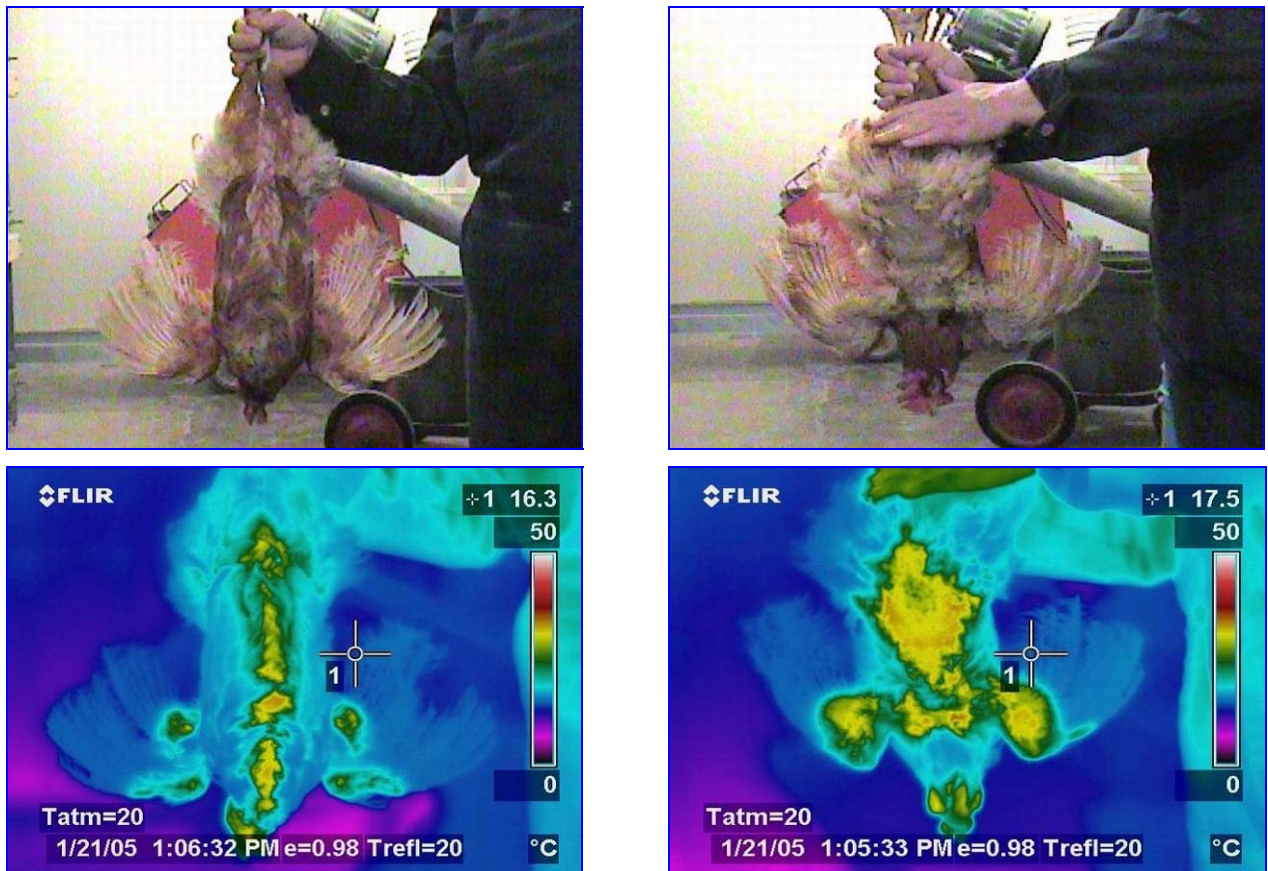 FLIR
1 16.3
50
1
0
Tatm=20
1/21/05 1:06:32 PM e=0.98 Trefl=20 °C
FLIR
1 17.5
50
1
0
Tatm=20
1/21/05 1:05:33 PM e=0.98 Trefl=20 °C